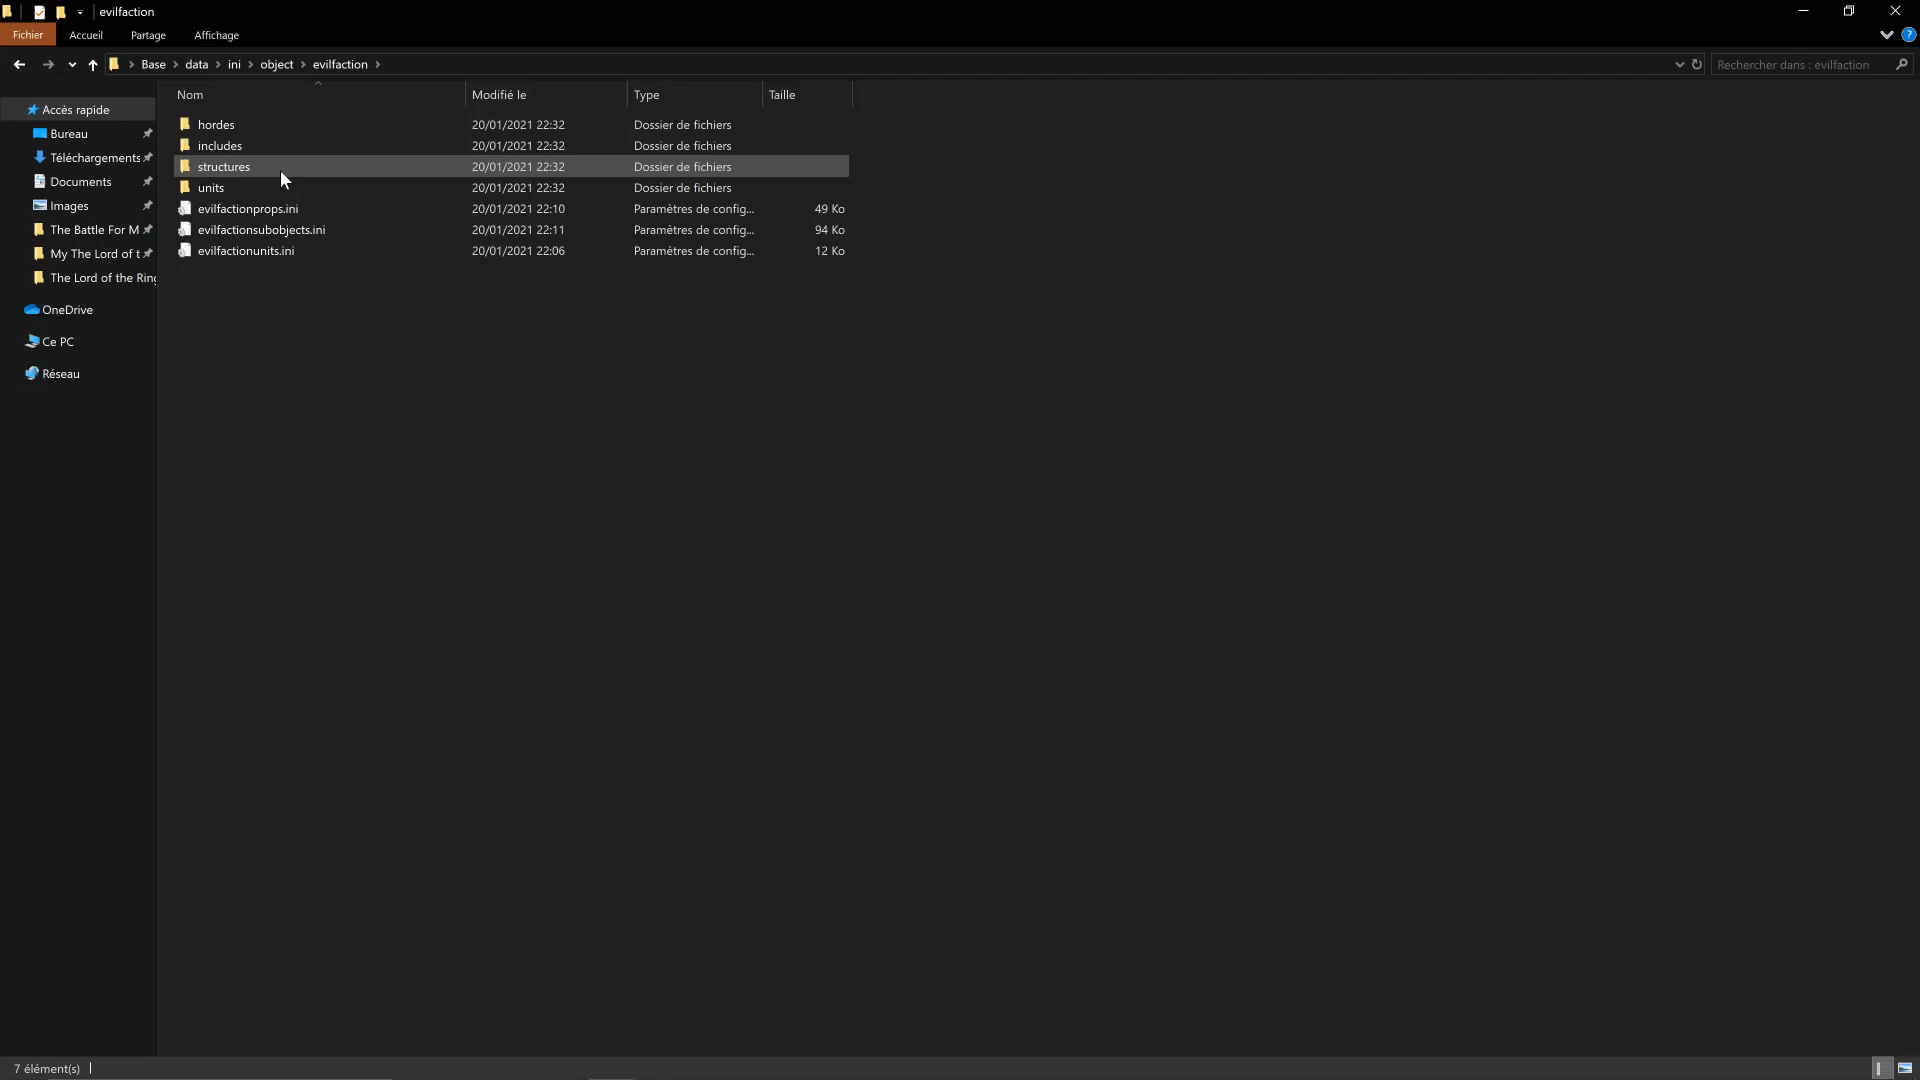 evilfaction
Fichier Accueil Partage Affichage
Base data ini object evilfaction
Rechercher dans : evilfaction
Nom Modifié le Type Taille
Accès rapide
Bureau
Téléchargements
Documents
Images
The Battle For M
My The Lord of t
The Lord of the Ring
OneDrive
Ce PC
Réseau
hordes 20/01/2021 22:32 Dossier de fichiers
includes 20/01/2021 22:32 Dossier de fichiers
structures 20/01/2021 22:32 Dossier de fichiers
units 20/01/2021 22:32 Dossier de fichiers
evilfactionprops.ini 20/01/2021 22:10 Paramètres de config... 49 Ko
evilfactionsubobjects.ini 20/01/2021 22:11 Paramètres de config... 94 Ko
evilfactionunits.ini 20/01/2021 22:06 Paramètres de config... 12 Ko
7 élément(s)